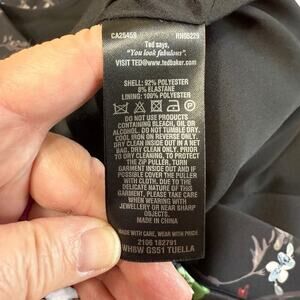 CA25459 RN95229
Ted says,
"You look fabulous".
VISIT TED@www.tedbaker.com
SHELL: 92% POLYESTER
8% ELASTANE
LINING: 100% POLYESTER
DO NOT USE PRODUCTS
CONTAINING BLEACH, OIL OR
ALCOHOL. DO NOT TUMBLE DRY.
COOL IRON ON REVERSE ONLY.
DRY CLEAN INSIDE OUT IN A NET
BAG. DRY CLEAN ONLY. PRIOR
TO DRY CLEANING, TO PROTECT
THE ZIP PULLER, TURN
GARMENT INSIDE OUT AND IF
POSSIBLE COVER THE PULLER
WITH CLOTH. DUE TO THE
DELICATE NATURE OF THIS
GARMENT, PLEASE TAKE CARE
WHEN WEARING WITH
JEWELLERY OR NEAR SHARP
OBJECTS.
MADE IN CHINA
MADE WITH CARE, WEAR WITH PRIDE
2106 182791
WH8W GS51 TUELLA